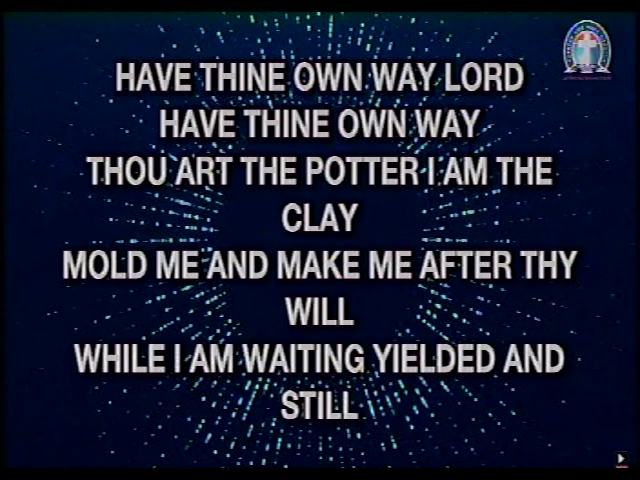 HAVE THINE OWN WAY LORD
HAVE THINE OWN WAY
THOU ART THE POTTER I AM THE
CLAY
MOLD ME AND MAKE ME AFTER THY
WILL
WHILE I AM WAITING YIELDED AND
STILL